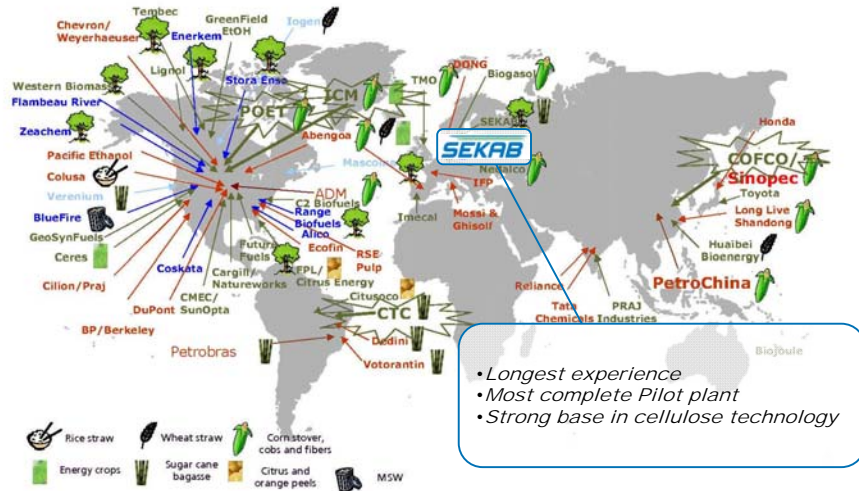 Tembec
Chevron/
Weyerhaeuser
Enerkem
GreenField
EtOH
Iogen
Lignol
Stora Enso
Western Biomass
Flambeau River
POET
ICM
Zeachem
Abengoa
Pacific Ethanol
Mascoma
Colusa
Verenium
ADM
C2 Biofuels
BlueFire
Range
Biofuels
Alico
GeoSynFuels
Ceres
Coskata
Future
Fuels
Ecofin
RSE/
Pulp
Cilion/Praj
DuPont
CMEC/
SunOpta
Cargill/
Natureworks
FPL/
Citrus Energy
BP/Berkeley
Citusoco
CTC
Petrobras
Dedini
Votorantin
TMO
DONG
Biogasol
SEKAB
SEKAB
Nedalco
IFP
Imecal
Mossi &
Ghisolf
Honda
COFCO/
Sinopec
Toyota
Long Live
Shandong
Huaibei
Bioenergy
PetroChina
Reliance
Tata
Chemicals
PRAJ
Industries
Biojoule
•Longest experience
•Most complete Pilot plant
•Strong base in cellulose technology
Rice straw
Wheat straw
Corn stover,
cobs and fibers
Energy crops
Sugar cane
bagasse
Citrus and
orange peels
MSW